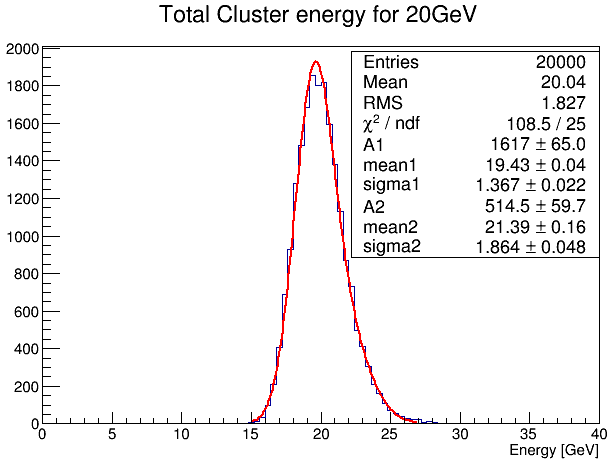 Total Cluster energy for 20GeV
Entries 20000
Mean 20.04
RMS 1.827
χ² / ndf 108.5 / 25
A1 1617 ± 65.0
mean1 19.43 ± 0.04
sigma1 1.367 ± 0.022
A2 514.5 ± 59.7
mean2 21.39 ± 0.16
sigma2 1.864 ± 0.048
2000
1800
1600
1400
1200
1000
800
600
400
200
0
0 5 10 15 20 25 30 35 40
Energy [GeV]